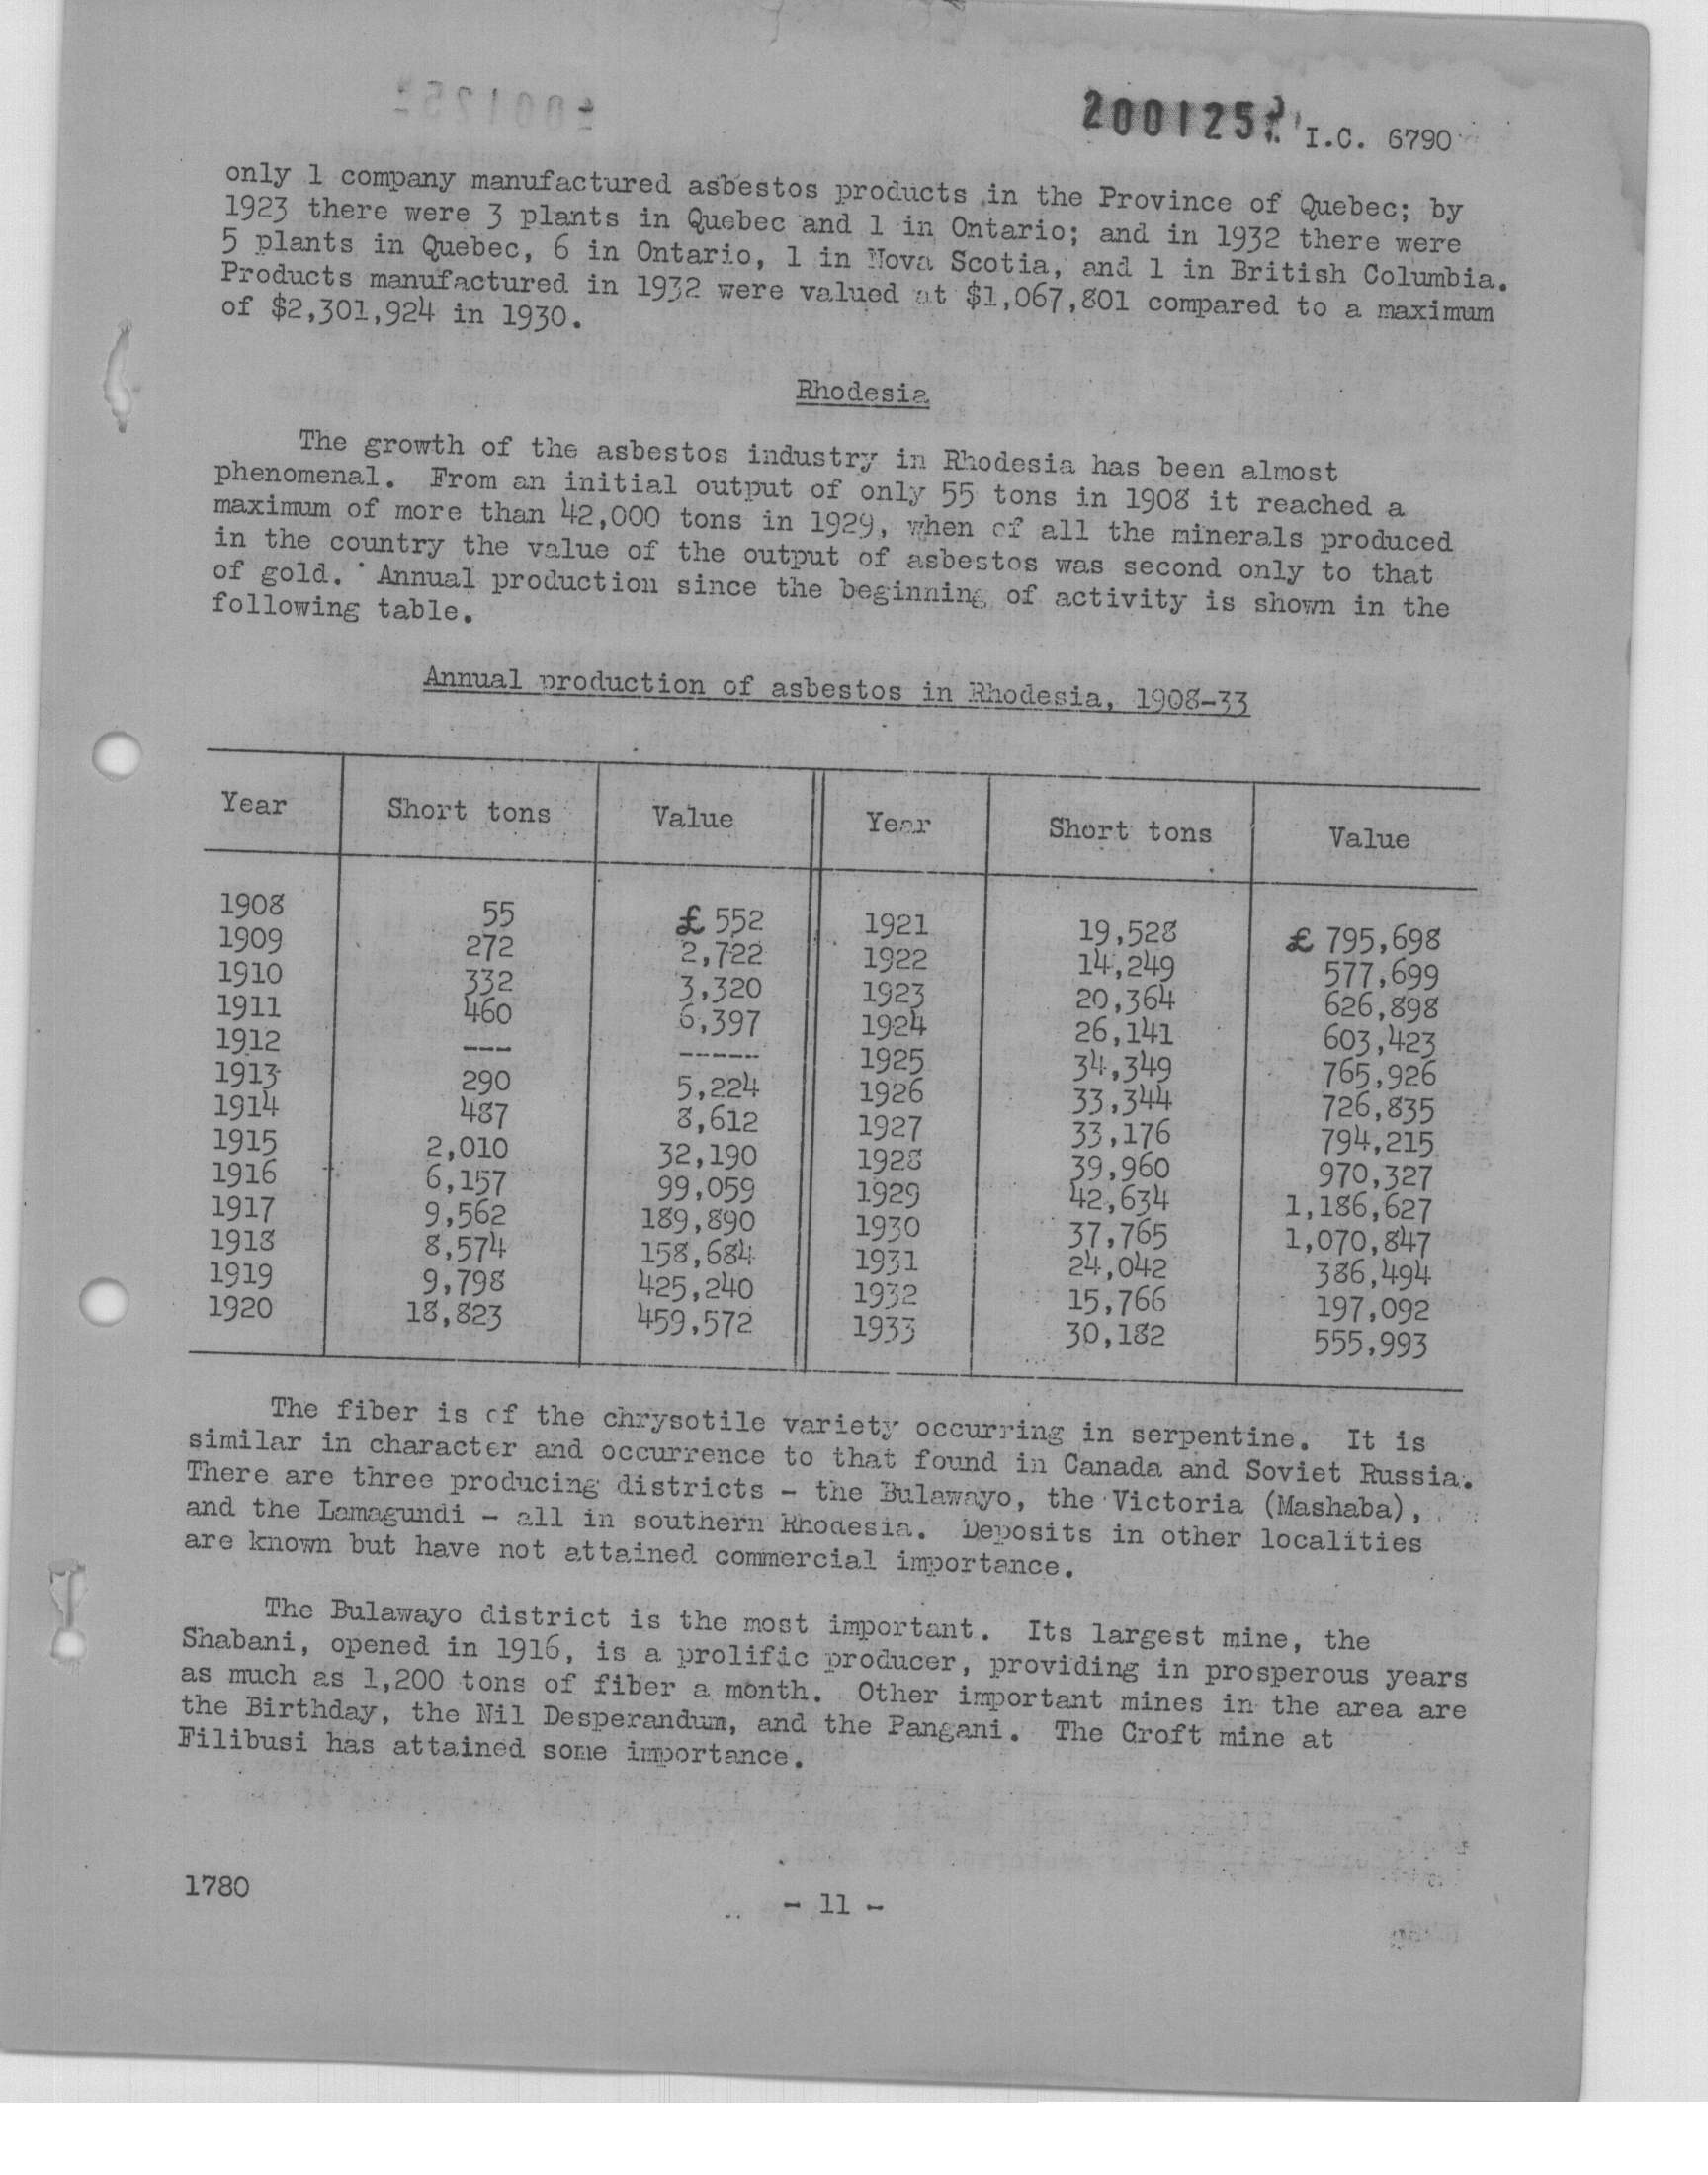 2001252 I.C. 6790
only 1 company manufactured asbestos products in the Province of Quebec; by
1923 there were 3 plants in Quebec and 1 in Ontario; and in 1932 there were
5 plants in Quebec, 6 in Ontario, 1 in Nova Scotia, and 1 in British Columbia.
Products manufactured in 1932 were valued at $1,067,801 compared to a maximum
of $2,301,924 in 1930.
Rhodesia
The growth of the asbestos industry in Rhodesia has been almost
phenomenal. From an initial output of only 55 tons in 1908 it reached a
maximum of more than 42,000 tons in 1929, when of all the minerals produced
in the country the value of the output of asbestos was second only to that
of gold. Annual production since the beginning of activity is shown in the
following table.
Annual production of asbestos in Rhodesia, 1908-33
Year Short tons Value Year Short tons Value
1908 55 £ 552 1921 19,528 £ 795,698
1909 272 2,722 1922 14,249 577,699
1910 332 3,320 1923 20,364 626,898
1911 460 6,397 1924 26,141 603,423
1912 --- ------ 1925 34,349 765,926
1913 290 5,224 1926 33,344 726,835
1914 487 8,612 1927 33,176 794,215
1915 2,010 32,190 1928 39,960 970,327
1916 6,157 99,059 1929 42,634 1,186,627
1917 9,562 189,890 1930 37,765 1,070,847
1918 8,574 158,684 1931 24,042 386,494
1919 9,798 425,240 1932 15,766 197,092
1920 18,823 459,572 1933 30,182 555,993
The fiber is of the chrysotile variety occurring in serpentine. It is
similar in character and occurrence to that found in Canada and Soviet Russia.
There are three producing districts - the Bulawayo, the Victoria (Mashaba),
and the Lamagundi - all in southern Rhodesia. Deposits in other localities
are known but have not attained commercial importance.
The Bulawayo district is the most important. Its largest mine, the
Shabani, opened in 1916, is a prolific producer, providing in prosperous years
as much as 1,200 tons of fiber a month. Other important mines in the area are
the Birthday, the Nil Desperandum, and the Pangani. The Croft mine at
Filibusi has attained some importance.
1780
- 11 -